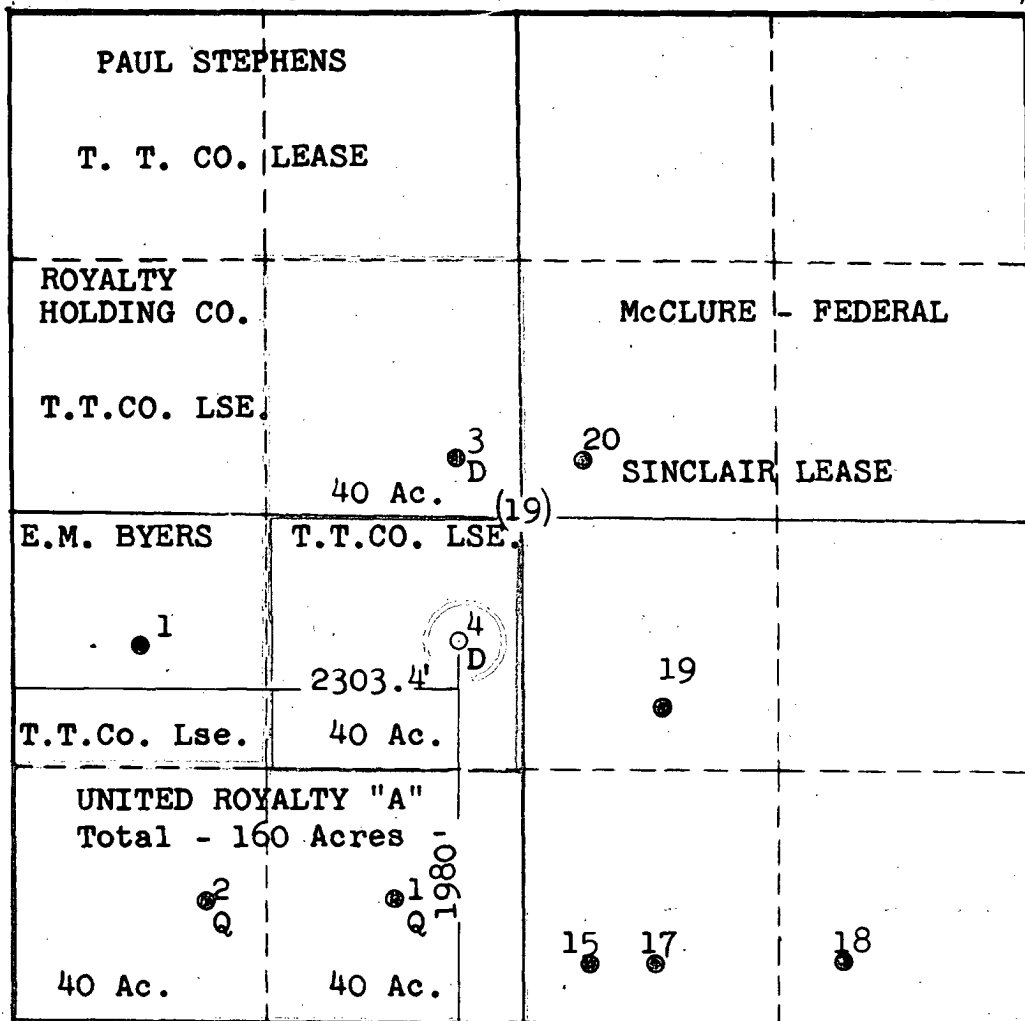 PAUL STEPHENS
T. T. CO. LEASE
ROYALTY
HOLDING CO.
McCLURE - FEDERAL
T.T.CO. LSE.
3
D
20
SINCLAIR LEASE
40 Ac.
(19)
E.M. BYERS
T.T.CO. LSE.
1
4
D
19
2303.4'
T.T.Co. Lse.
40 Ac.
UNITED ROYALTY "A"
Total - 160 Acres
1980'
2
Q
1
Q
15
17
18
40 Ac.
40 Ac.